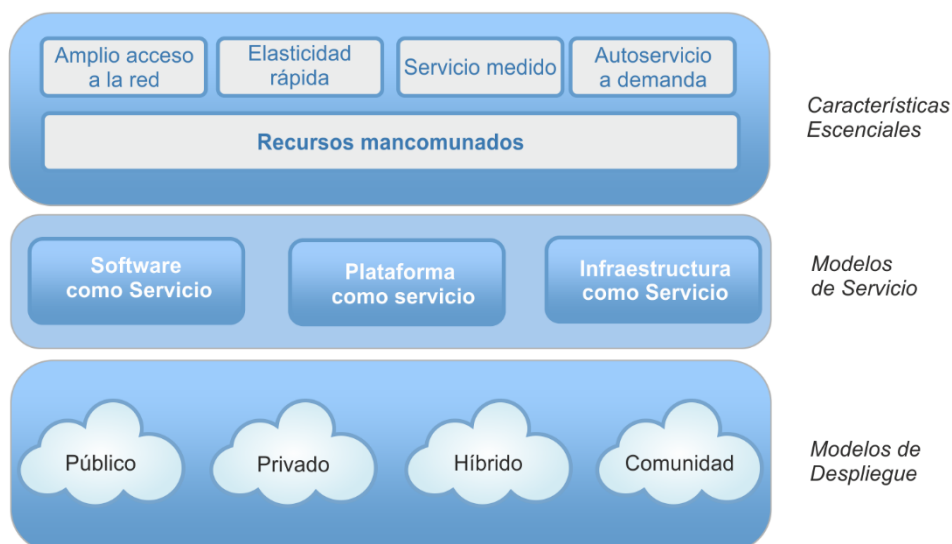 Amplio acceso
a la red
Elasticidad
rápida
Servicio medido
Autoservicio
a demanda
Recursos mancomunados
Características
Escenciales
Software
como Servicio
Plataforma
como servicio
Infraestructura
como Servicio
Modelos
de Servicio
Público
Privado
Híbrido
Comunidad
Modelos de
Despliegue